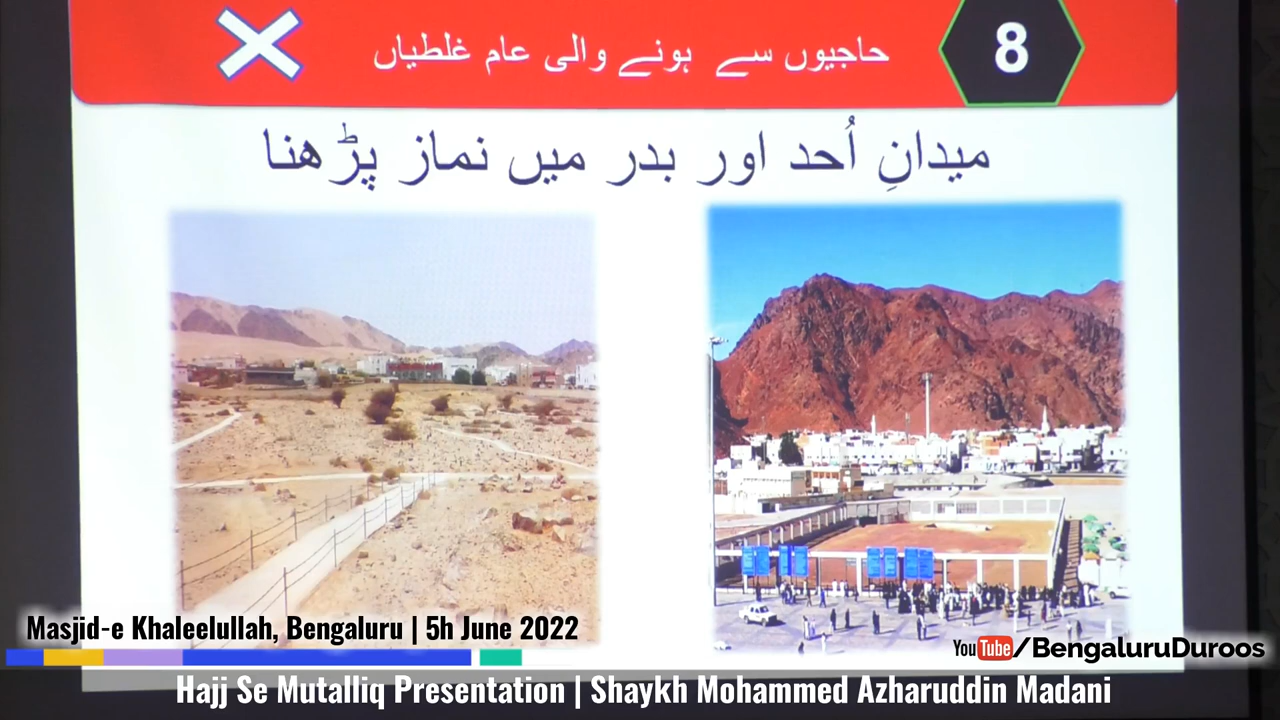 حاجیوں سے ہونے والی عام غلطیاں
8
میدانِ اُحد اور بدر میں نماز پڑھنا
Masjid-e Khaleelullah, Bengaluru | 5h June 2022
YouTube/BengaluruDuroos
Hajj Se Mutalliq Presentation | Shaykh Mohammed Azharuddin Madani